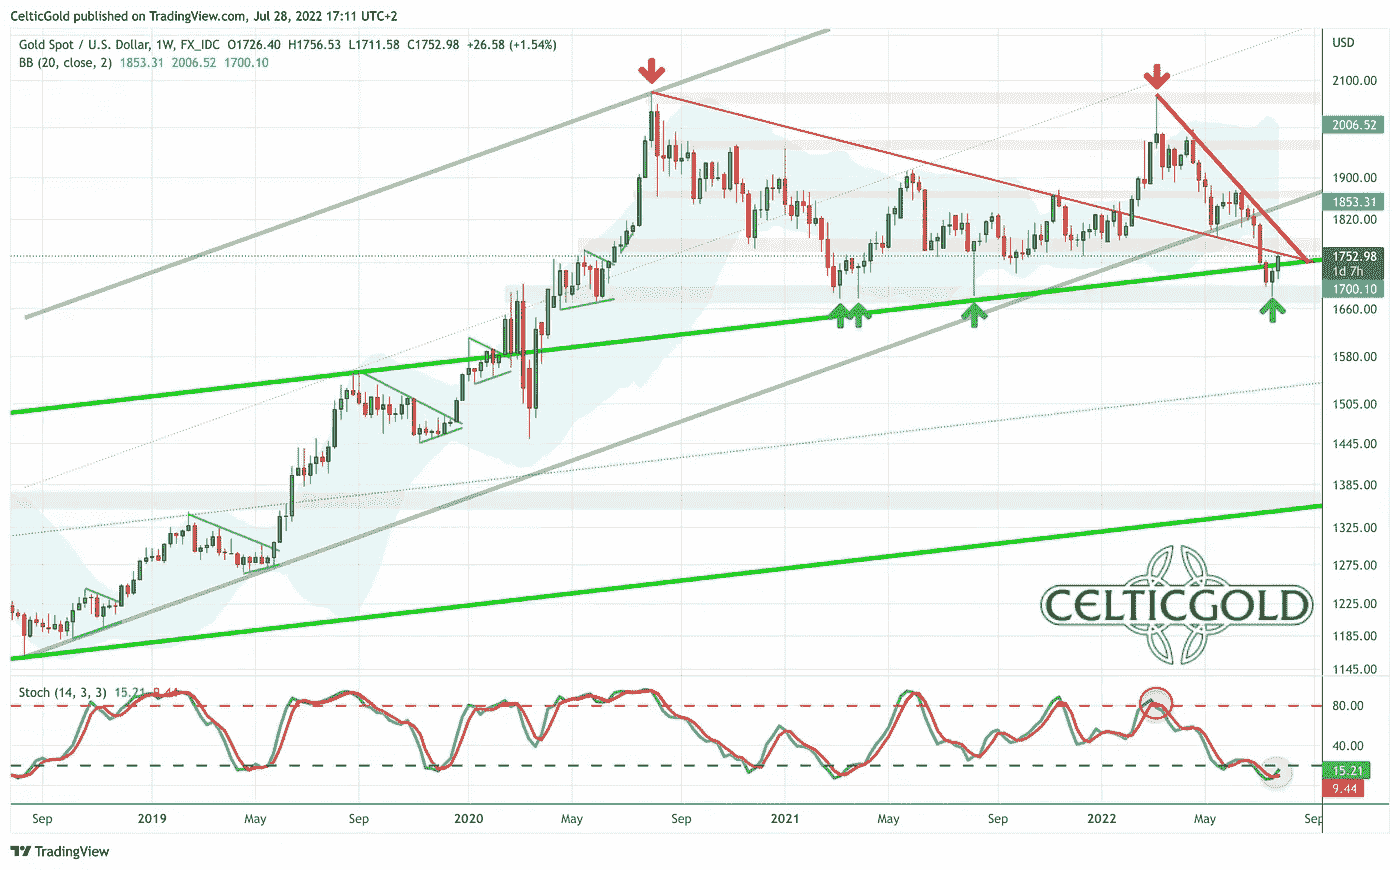 CelticGold published on TradingView.com, Jul 28, 2022 17:11 UTC+2
Gold Spot / U.S. Dollar, 1W, FX_IDC O1726.40 H1756.53 L1711.58 C1752.98 +26.58 (+1.54%)
BB (20, close, 2) 1853.31 2006.52 1700.10
USD
2100.00
2006.52
1900.00
1853.31
1820.00
1752.98
1d 7h
1700.10
1660.00
1580.00
1505.00
1445.00
1385.00
1325.00
1275.00
1225.00
1185.00
1145.00
CELTICGOLD
Stoch (14, 3, 3) 15.21 9.44
80.00
40.00
15.21
9.44
Sep 2019 May Sep 2020 May Sep 2021 May Sep 2022 May Sep
TradingView